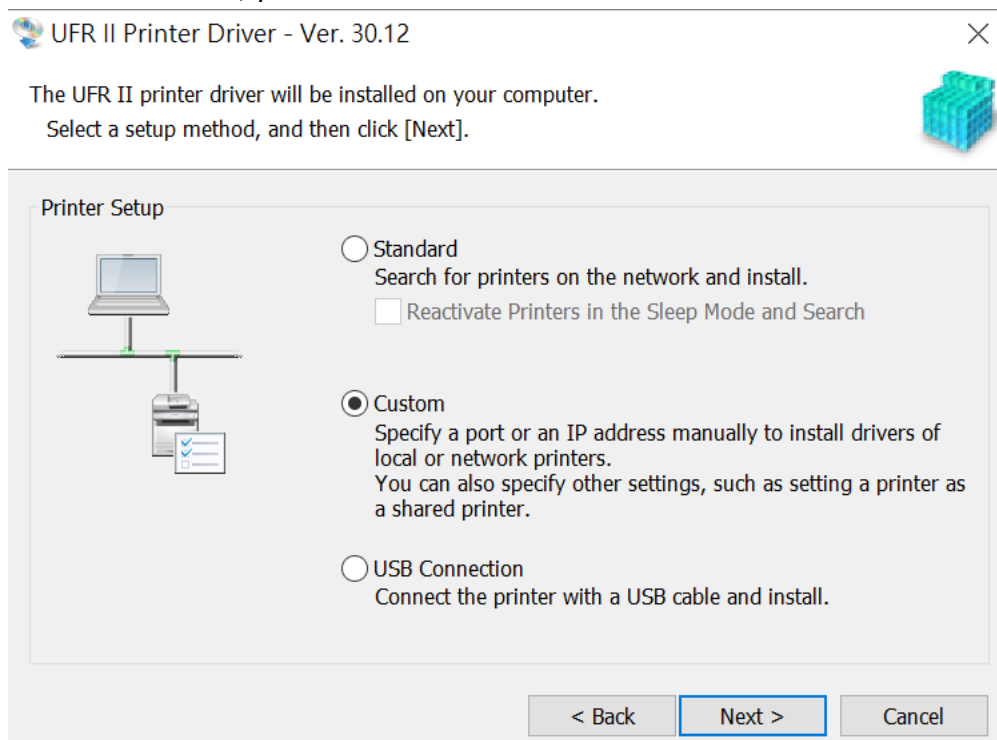 UFR II Printer Driver - Ver. 30.12
The UFR II printer driver will be installed on your computer.
Select a setup method, and then click [Next].
Printer Setup
Standard
Search for printers on the network and install.
Reactivate Printers in the Sleep Mode and Search
Custom
Specify a port or an IP address manually to install drivers of
local or network printers.
You can also specify other settings, such as setting a printer as
a shared printer.
USB Connection
Connect the printer with a USB cable and install.
< Back
Next >
Cancel